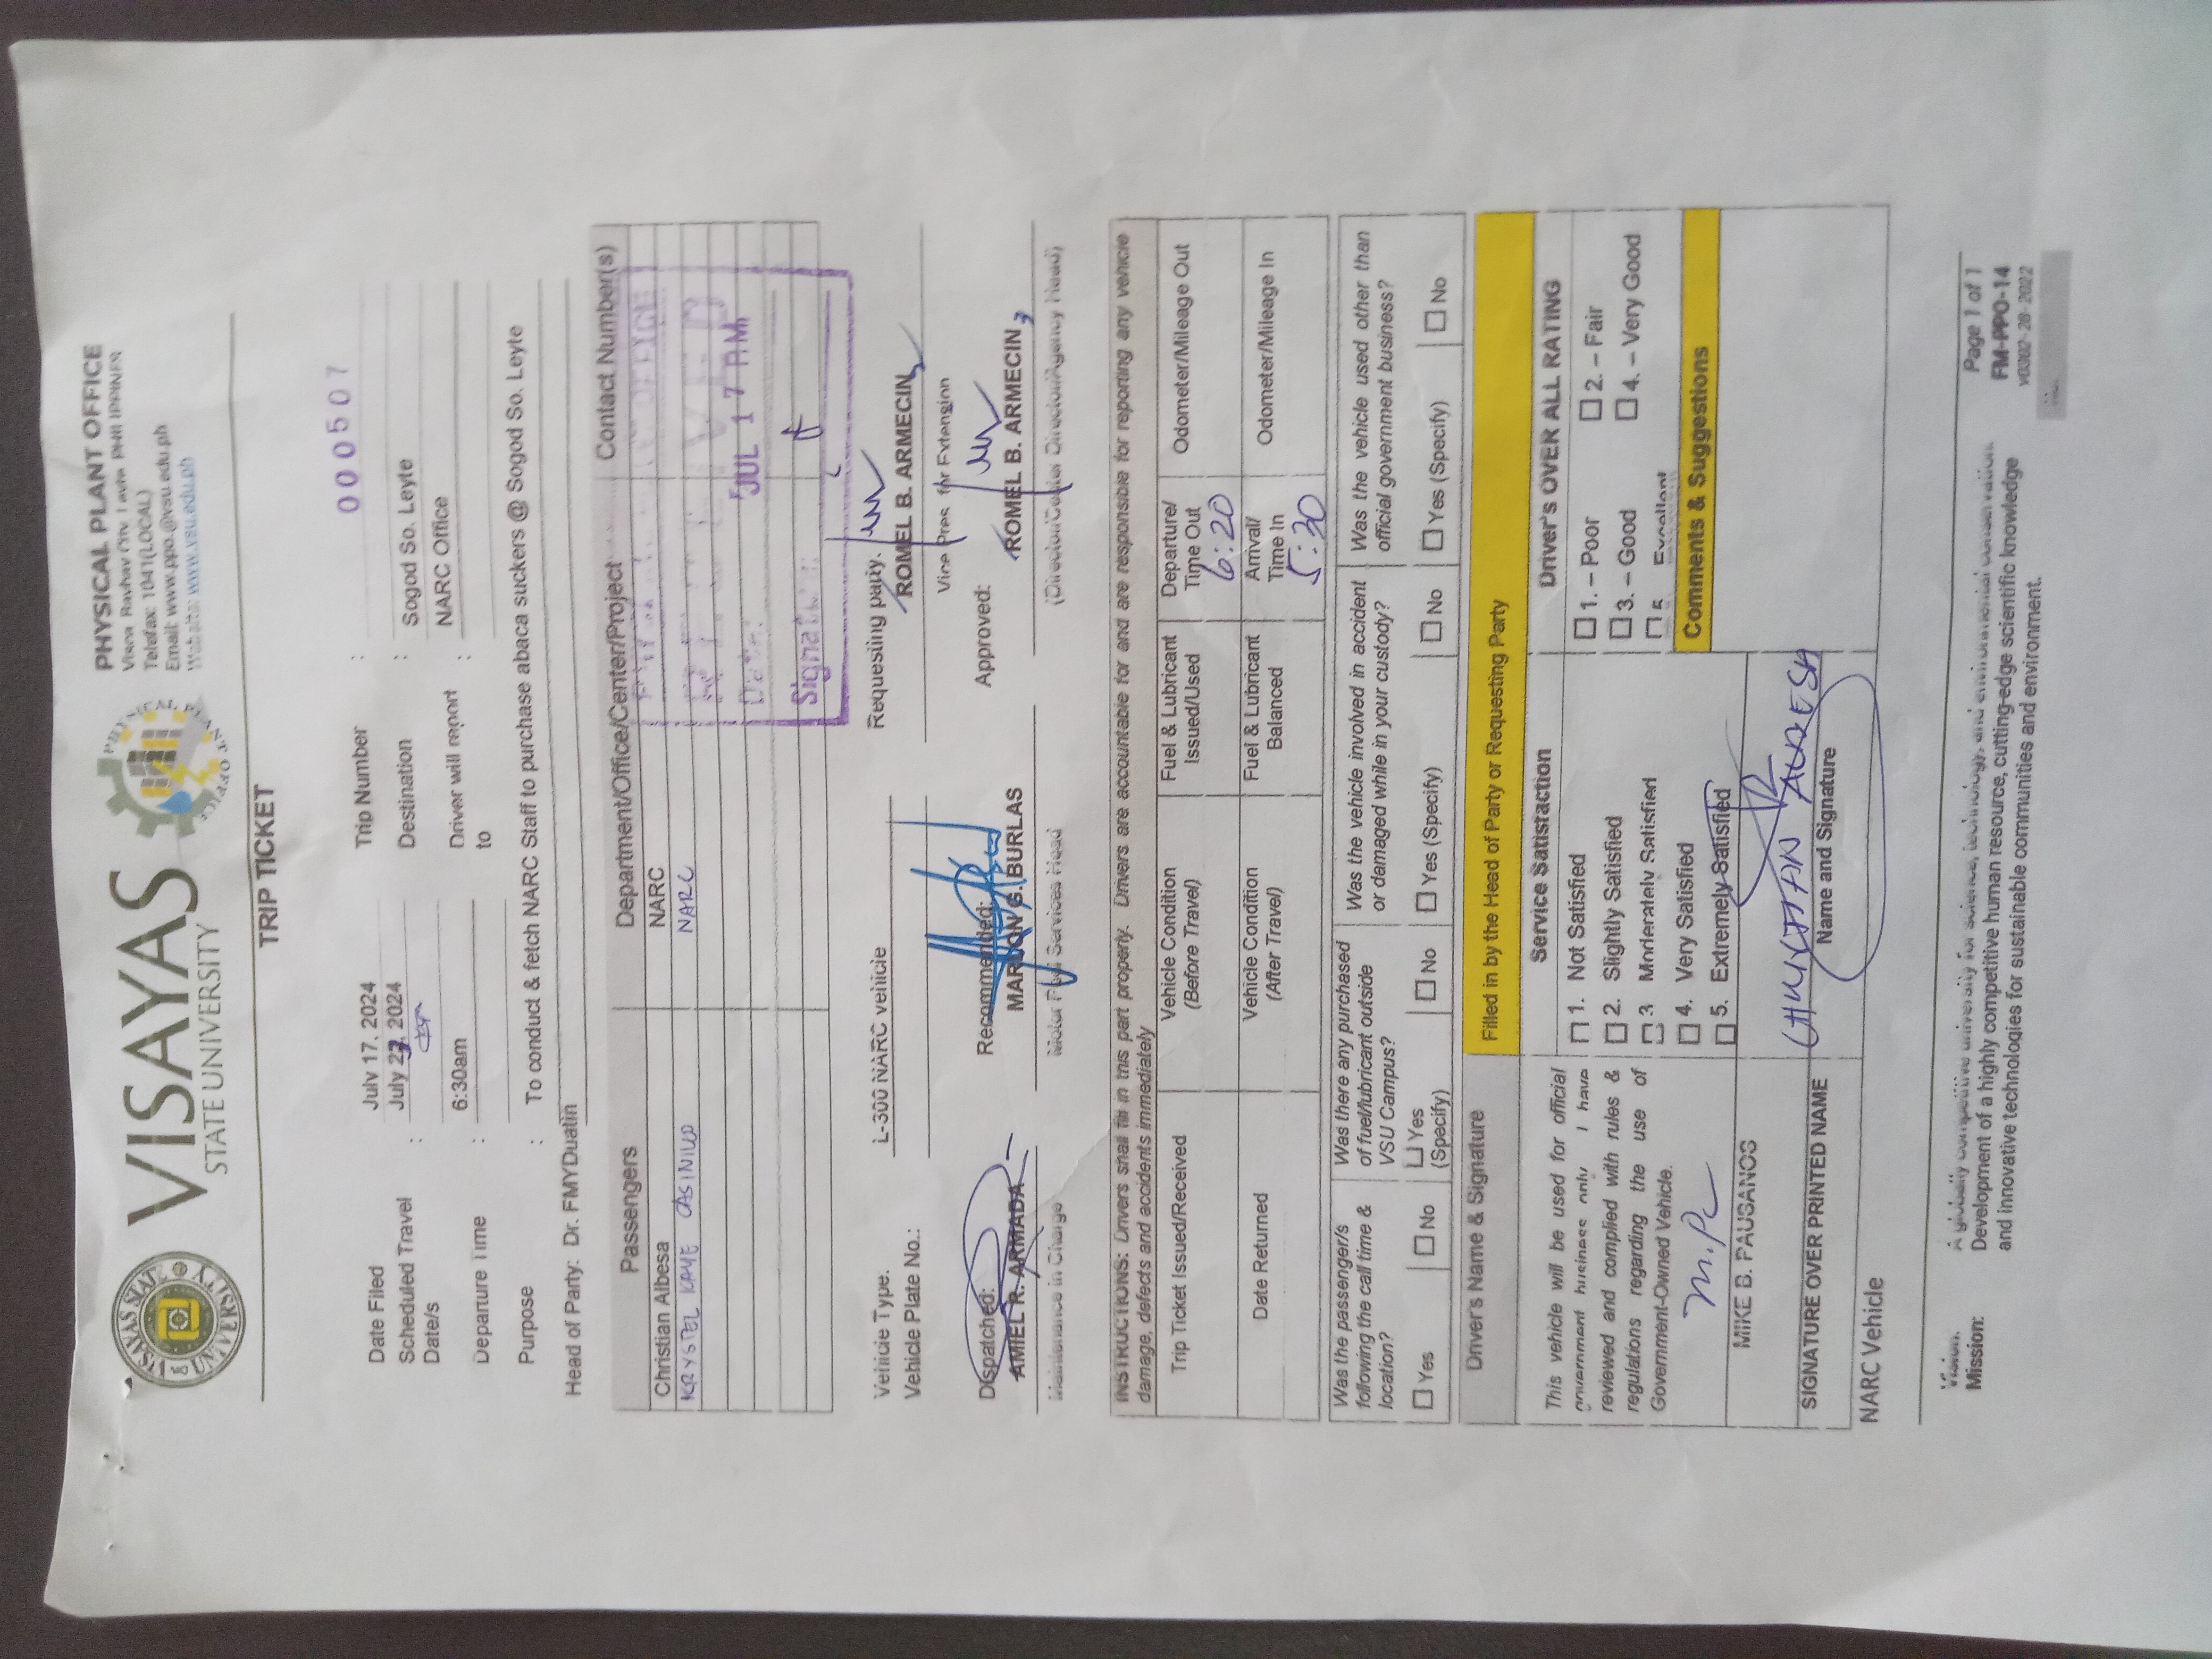 VISAYAS
STATE UNIVERSITY
PHYSICAL PLANT OFFICE
Telefax: 1041(LOCAL)
Email: www.ppo.@vsu.edu.ph
Website: www.vsu.edu.ph
TRIP TICKET
Date Filed July 17, 2024 Trip Number : 000507
Scheduled Travel Date/s : July 2 , 2024 Destination : Sogod So. Leyte
Departure Time : 6:30am Driver will report to : NARC Office
Purpose : To conduct & fetch NARC Staff to purchase abaca suckers @ Sogod So. Leyte
Head of Party: Dr. FMYDuatin
Passengers Department/Office/Center/Project Contact Number(s)
Christian Albesa NARC
KRYSTEL KAYE NARC
Date: JUL 17 AM
Signature
Vehicle Type. L-300 NARC vehicle
Vehicle Plate No.:
Requesting party.
ROMEL B. ARMECIN
Vice Pres. for Extension
Dispatched: Recommended: Approved:
AMIEL R. ARMADA MARLON G. BURLAS ROMEL B. ARMECIN
Maintenance in Charge Motor Pool Services Head (Director/Center Director/Agency Head)
INSTRUCTIONS: Drivers shall fill in this part properly. Drivers are accountable for and are responsible for reporting any vehicle
damage, defects and accidents immediately
Trip Ticket Issued/Received Vehicle Condition (Before Travel) Fuel & Lubricant Issued/Used Departure/ Time Out 6:20 Odometer/Mileage Out
Date Returned Vehicle Condition (After Travel) Fuel & Lubricant Balanced Arrival/ Time In 5:30 Odometer/Mileage In
Was the passenger/s following the call time & location? Was there any purchased of fuel/lubricant outside VSU Campus? Was the vehicle involved in accident or damaged while in your custody? Was the vehicle used other than official government business?
Yes No Yes (Specify) No Yes (Specify) No Yes (Specify) No
Driver's Name & Signature Filled in by the Head of Party or Requesting Party
Service Satisfaction Driver's OVER ALL RATING
This vehicle will be used for official
government business only. I have
reviewed and complied with rules &
regulations regarding the use of
Government-Owned Vehicle.
1. Not Satisfied
2. Slightly Satisfied
3 Moderately Satisfied
4. Very Satisfied
5. Extremely Satisfied
1. – Poor 2. – Fair
3. – Good 4. – Very Good
5 Excellent
Comments & Suggestions
MIKE B. PAUSANOS
SIGNATURE OVER PRINTED NAME
Name and Signature
NARC Vehicle
Vision: A globally competitive university for science, technology, and environmental conservation.
Mission: Development of a highly competitive human resource, cutting-edge scientific knowledge
and innovative technologies for sustainable communities and environment.
Page 1 of 1
FM-PPO-14